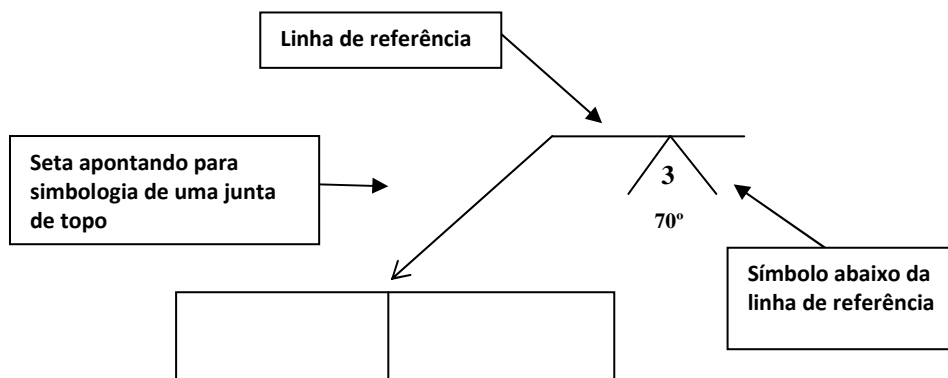 Linha de referência
Seta apontando para
simbologia de uma junta
de topo
3
70º
Símbolo abaixo da
linha de referência